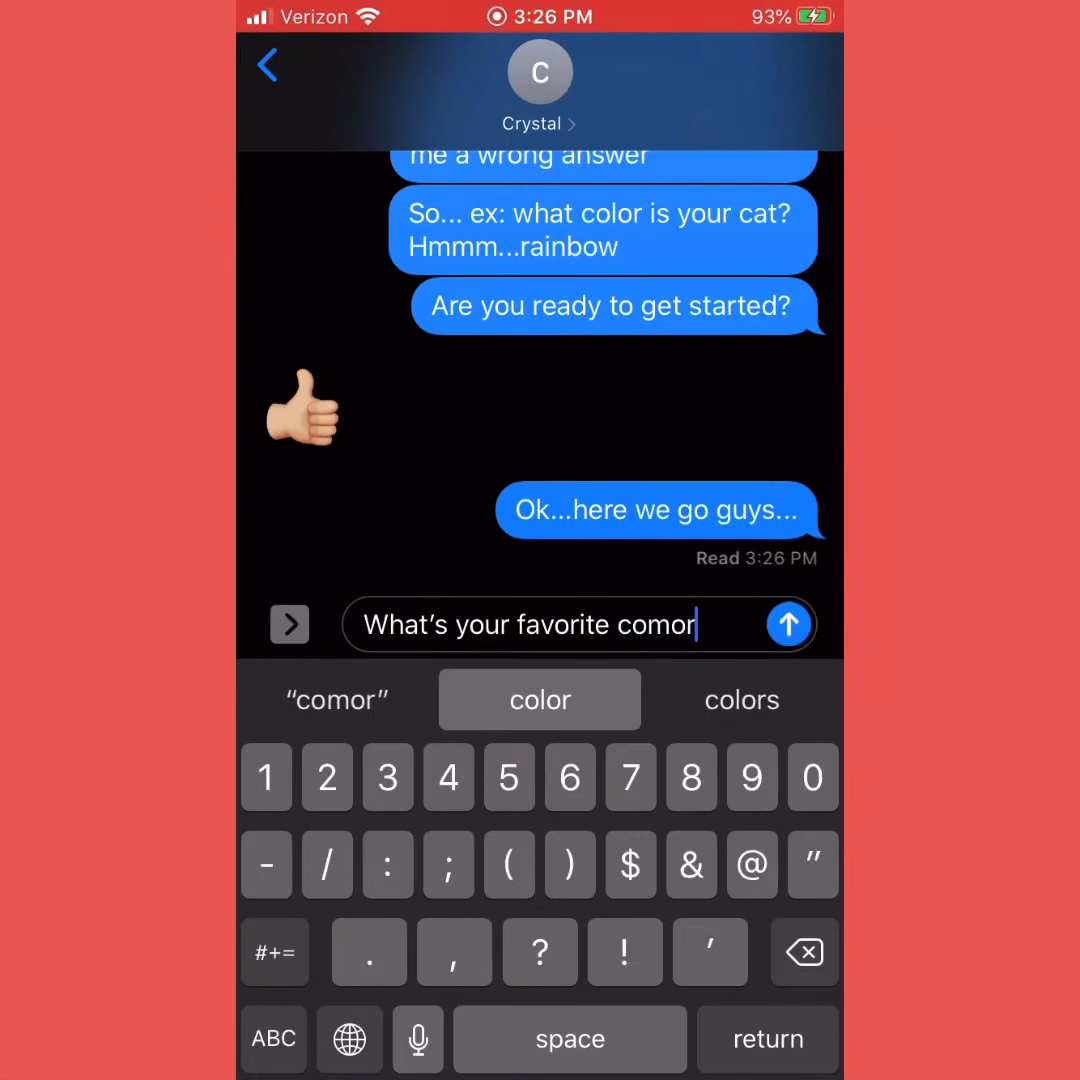 Verizon 3:26 PM 93%
C
Crystal
me a wrong answer
So... ex: what color is your cat?
Hmmm...rainbow
Are you ready to get started?
Ok...here we go guys...
Read 3:26 PM
What’s your favorite comor
“comor” color colors
1 2 3 4 5 6 7 8 9 0
- / : ; ( ) $ & @ "
#+= . , ? ! '
ABC space return